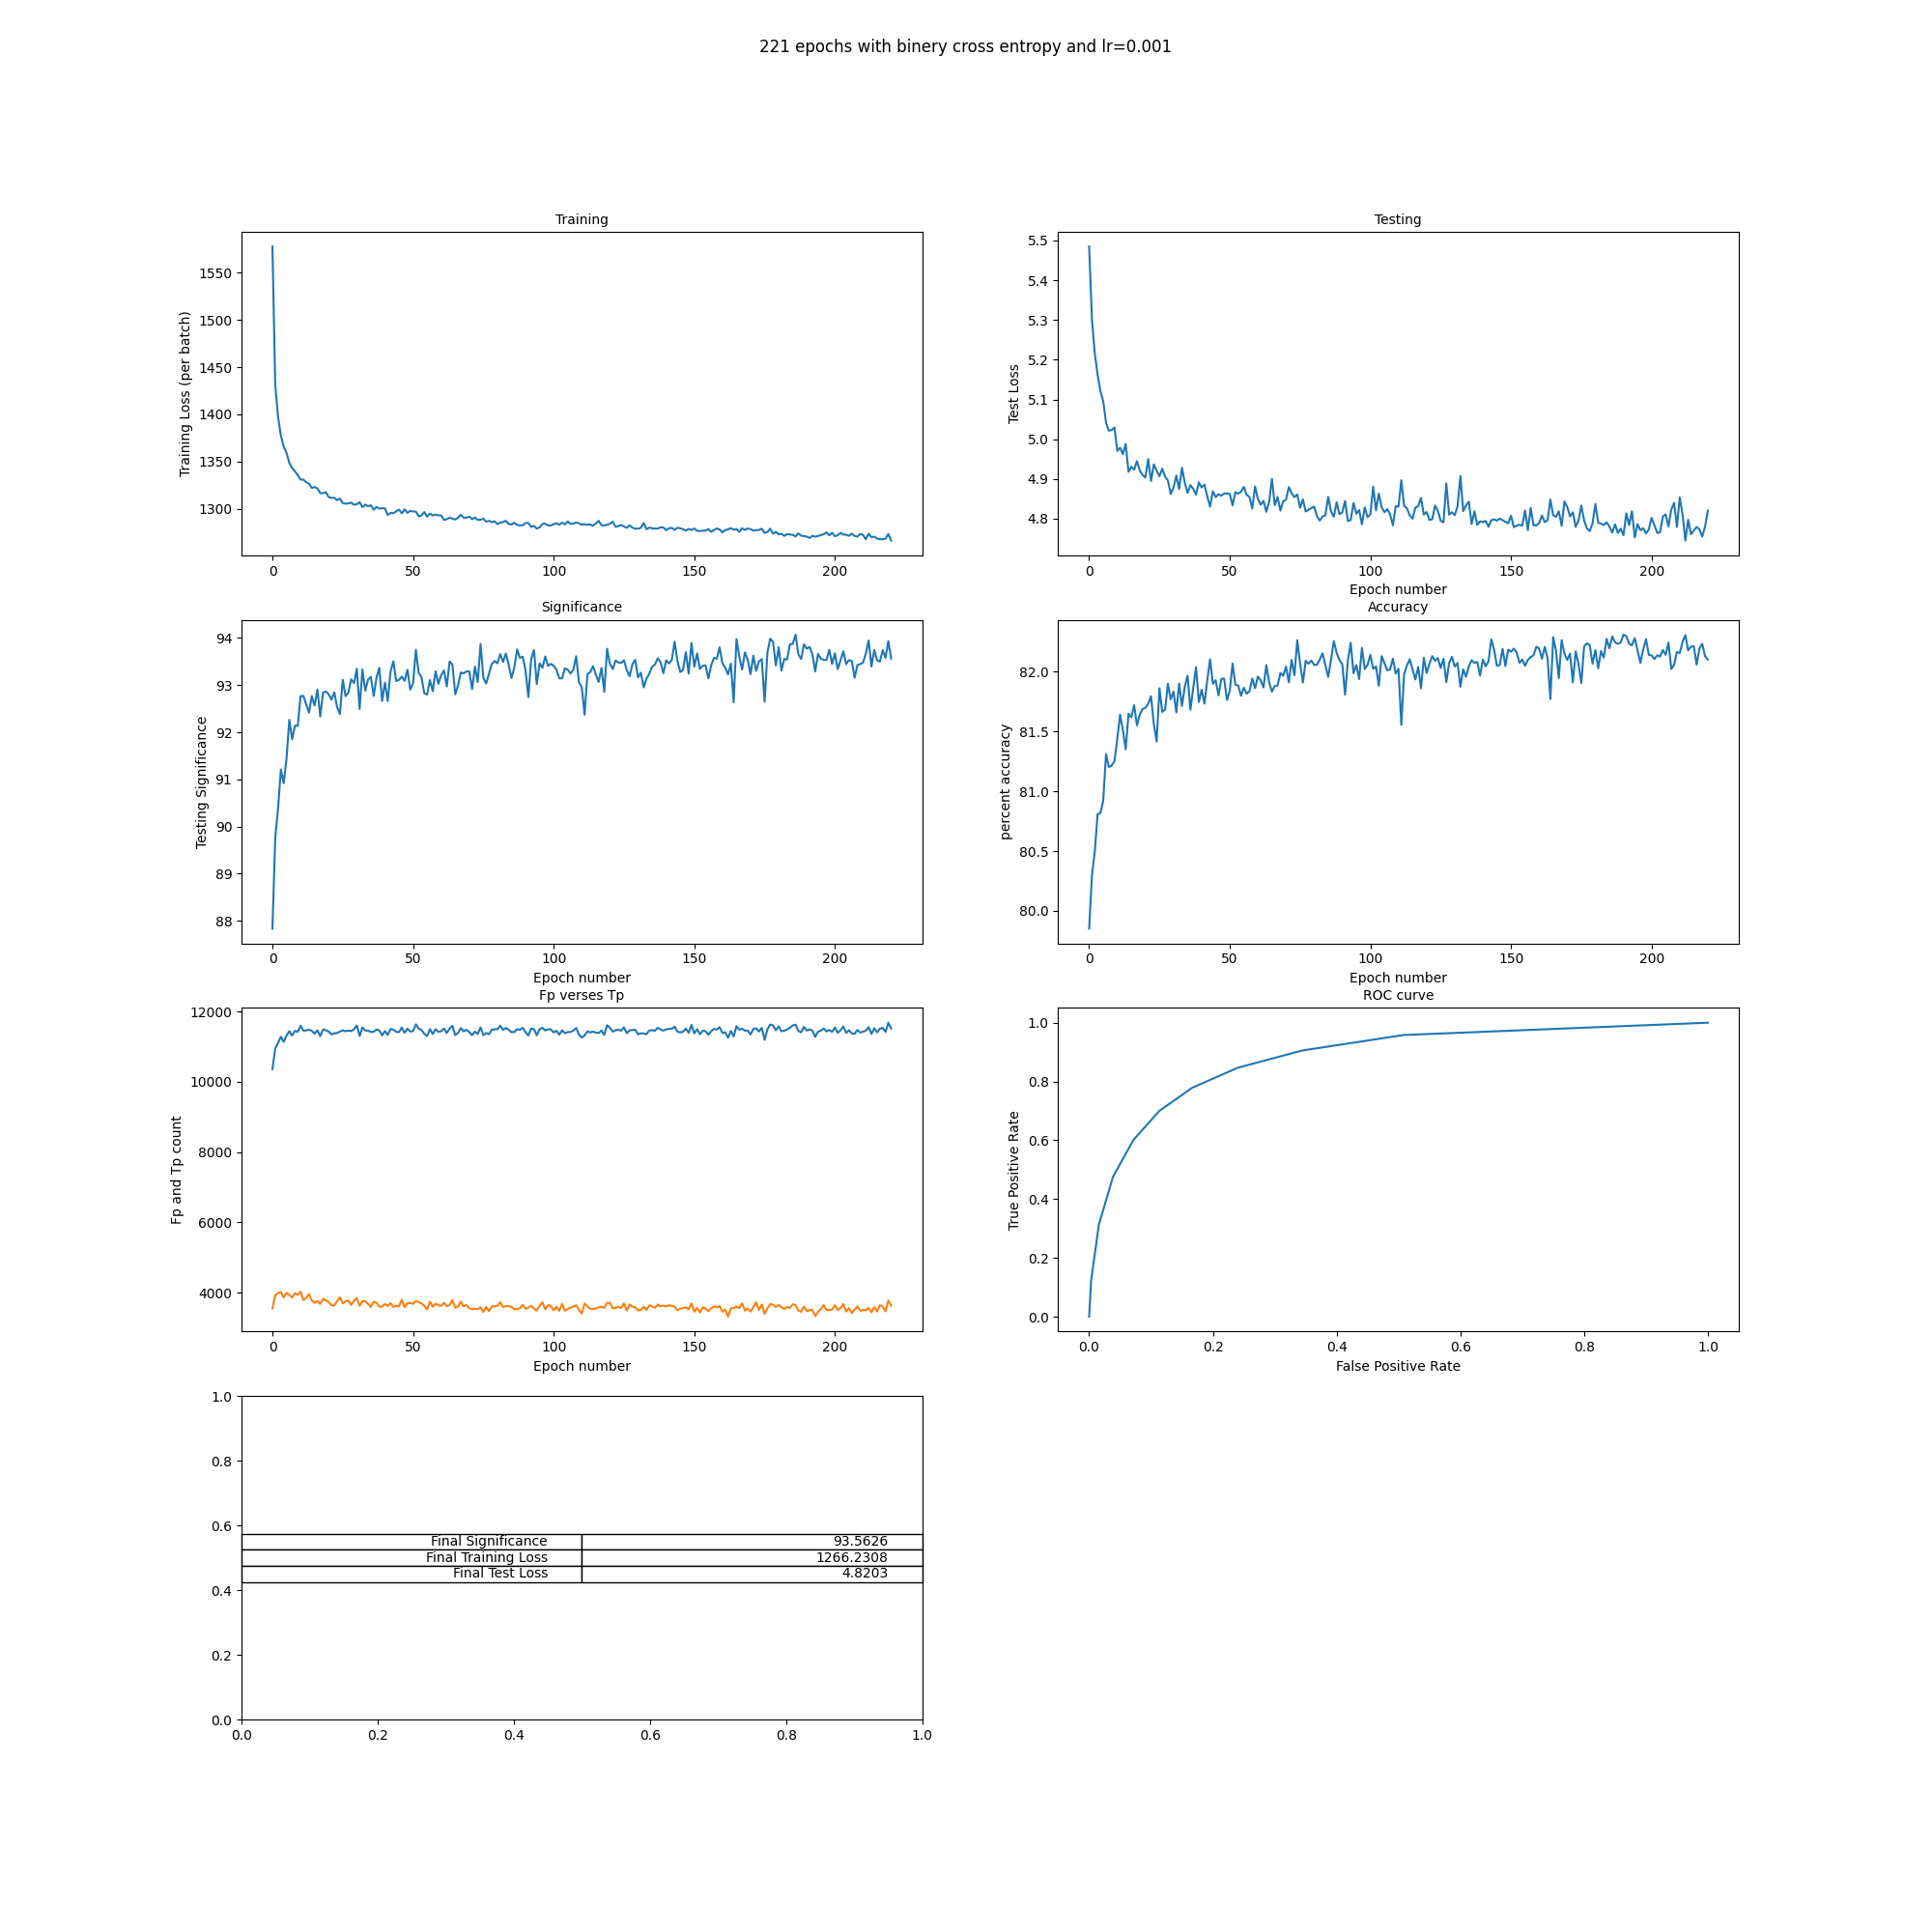 221 epochs with binery cross entropy and lr=0.001
Training
Training Loss (per batch)
1550
1500
1450
1400
1350
1300
0 50 100 150 200
Testing
Test Loss
5.5
5.4
5.3
5.2
5.1
5.0
4.9
4.8
0 50 100 150 200
Epoch number
Significance
Testing Significance
94
93
92
91
90
89
88
0 50 100 150 200
Epoch number
Accuracy
percent accuracy
82.0
81.5
81.0
80.5
80.0
0 50 100 150 200
Epoch number
Fp verses Tp
Fp and Tp count
12000
10000
8000
6000
4000
0 50 100 150 200
Epoch number
ROC curve
True Positive Rate
1.0
0.8
0.6
0.4
0.2
0.0
0.0 0.2 0.4 0.6 0.8 1.0
False Positive Rate
1.0
0.8
0.6
0.4
0.2
0.0
Final Significance 93.5626
Final Training Loss 1266.2308
Final Test Loss 4.8203
0.0 0.2 0.4 0.6 0.8 1.0